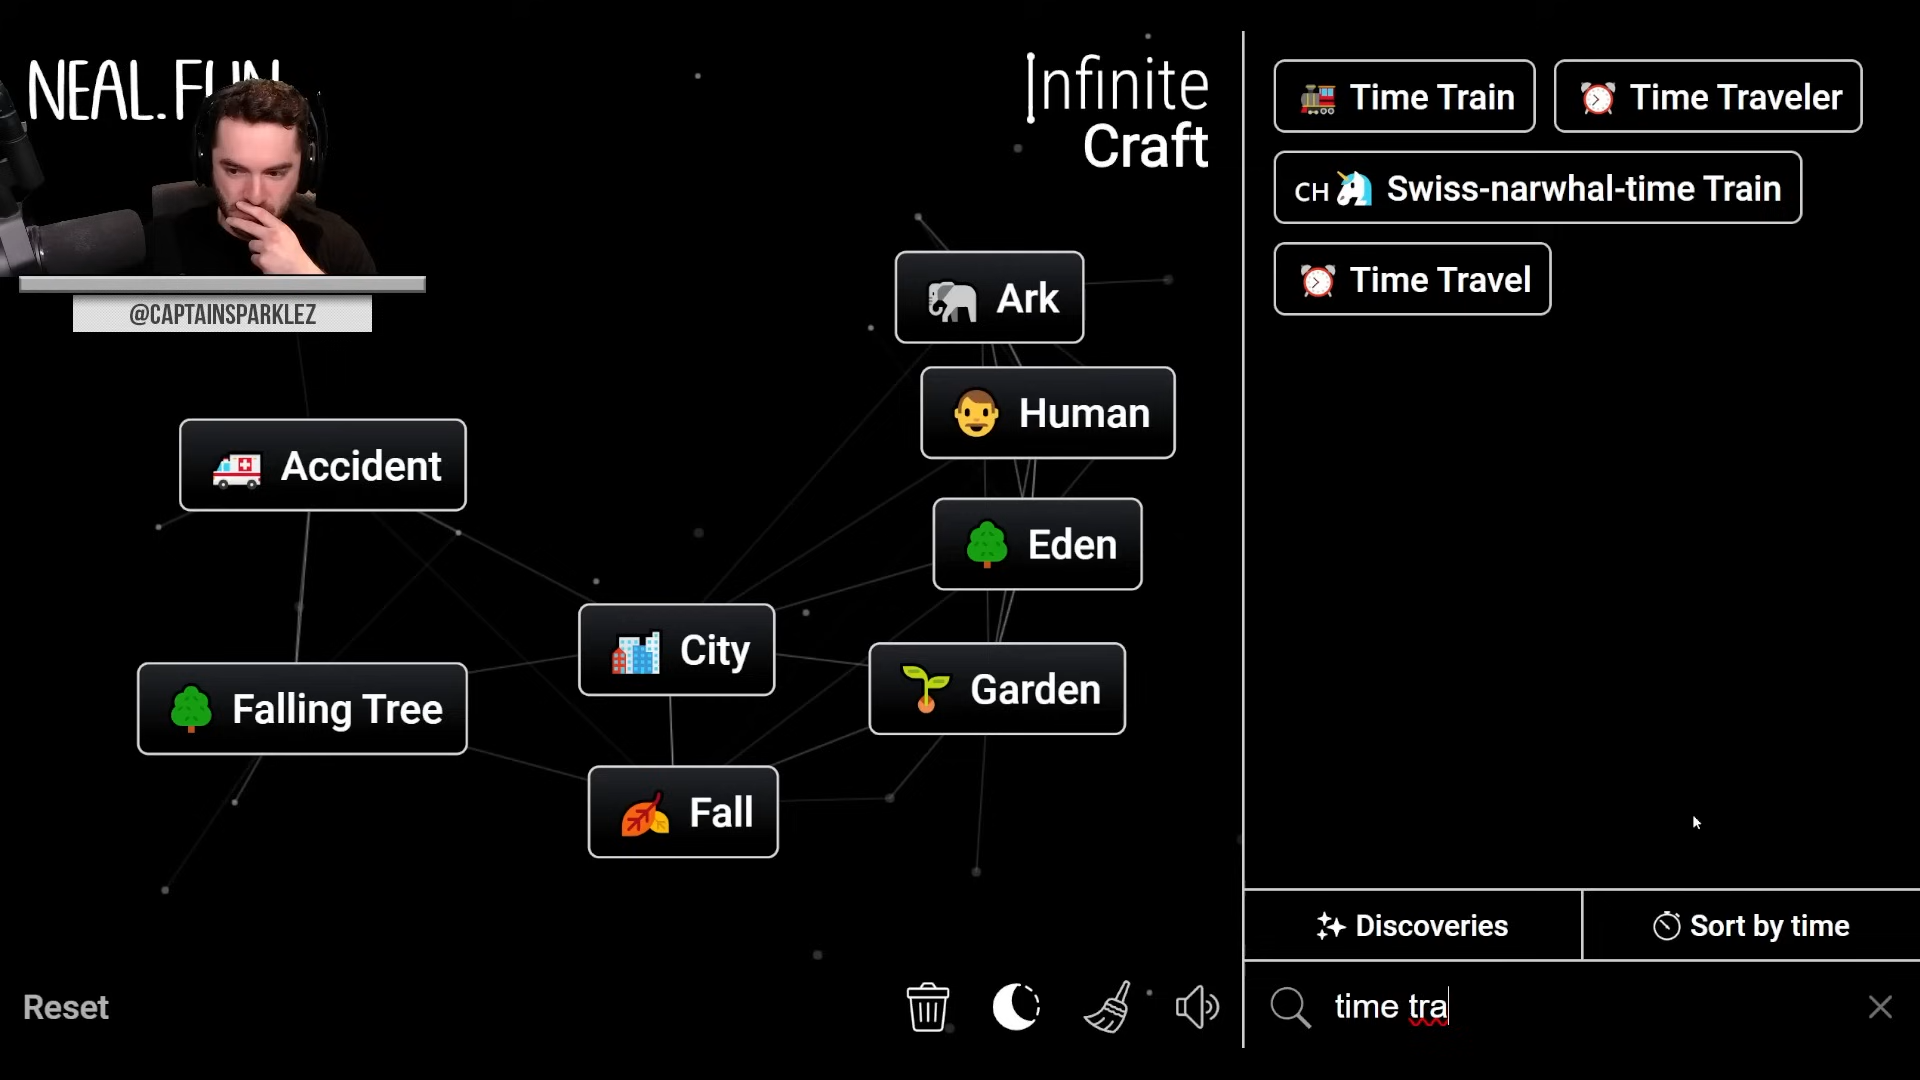 NEAL.FUN
Infinite
Craft
@CAPTAINSPARKLEZ
Ark
Human
Accident
Eden
City
Garden
Falling Tree
Fall
Reset
Time Train
Time Traveler
CH Swiss-narwhal-time Train
Time Travel
Discoveries
Sort by time
time tra